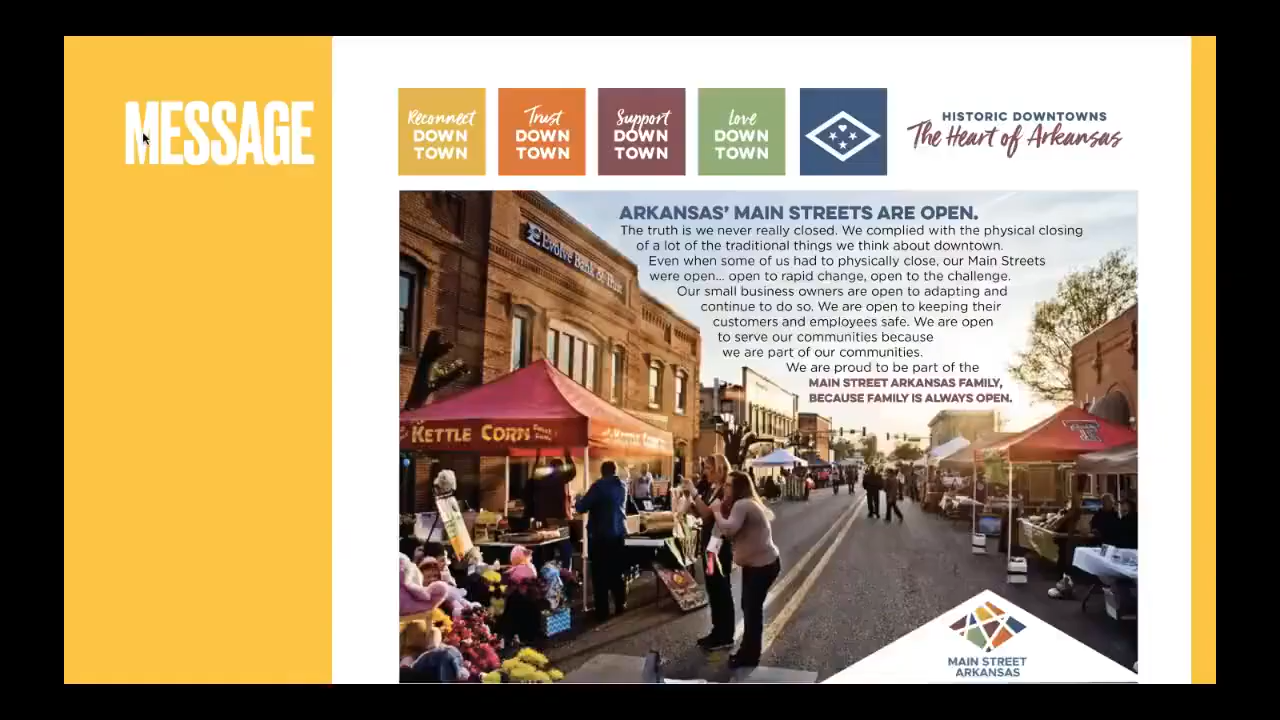 MESSAGE
Reconnect
DOWN
TOWN
Trust
DOWN
TOWN
Support
DOWN
TOWN
Love
DOWN
TOWN
HISTORIC DOWNTOWNS
The Heart of Arkansas
ARKANSAS' MAIN STREETS ARE OPEN.
The truth is we never really closed. We complied with the physical closing
of a lot of the traditional things we think about downtown.
Even when some of us had to physically close, our Main Streets
were open... open to rapid change, open to the challenge.
Our small business owners are open to adapting and
continue to do so. We are open to keeping their
customers and employees safe. We are open
to serve our communities because
we are part of our communities.
We are proud to be part of the
MAIN STREET ARKANSAS FAMILY,
BECAUSE FAMILY IS ALWAYS OPEN.
Evolve Bank & Trust
KETTLE CORN
KETTLE CORN
MAIN STREET
ARKANSAS